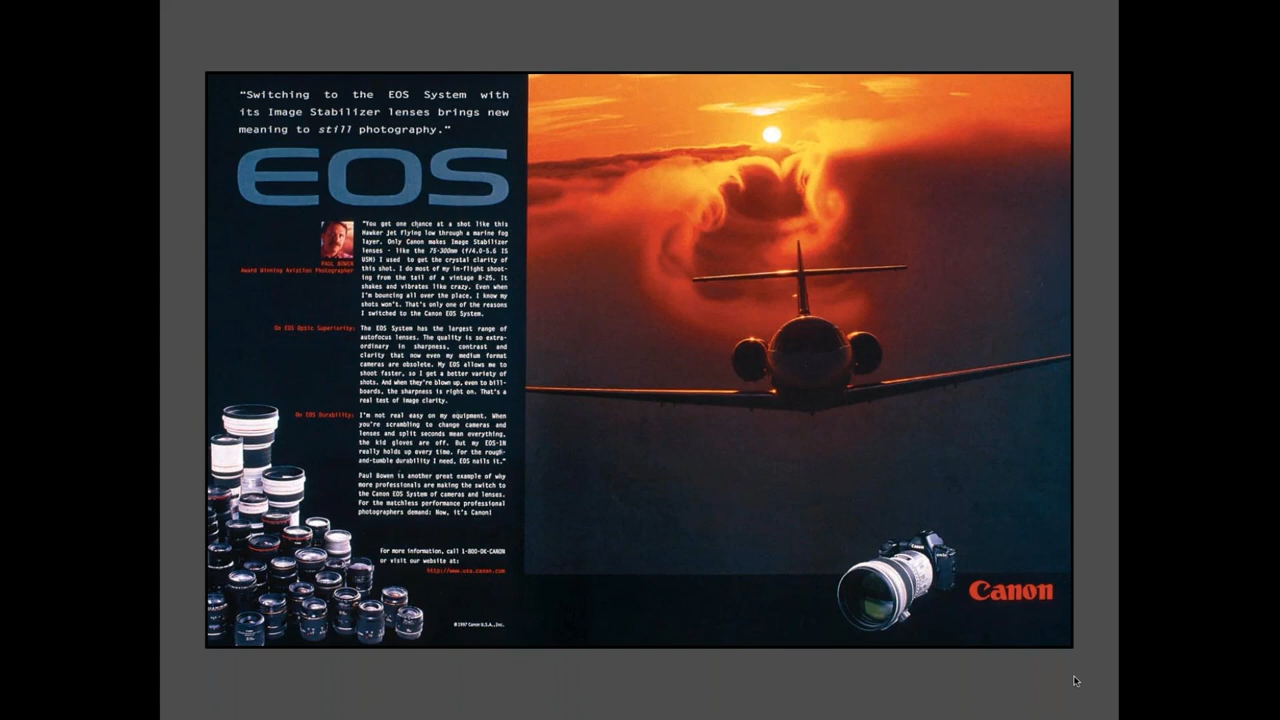 "Switching to the EOS System with
its Image Stabilizer lenses brings new
meaning to still photography."
EOS
PAUL BOWEN
Award Winning Aviation Photographer
"You get one chance at a shot like this
Hawker jet flying low through a marine fog
layer. Only Canon makes Image Stabilizer
lenses - like the 75-300mm (f/4.0-5.6 IS
USM) I used to get the crystal clarity of
this shot. I do most of my in-flight shoot-
ing from the tail of a vintage B-25. It
shakes and vibrates like crazy. Even when
I'm bouncing all over the place, I know my
shots won't. That's only one of the reasons
I switched to the Canon EOS System.
On EOS Optic Superiority:
The EOS System has the largest range of
autofocus lenses. The quality is so extra-
ordinary in sharpness, contrast and
clarity that now even my medium format
cameras are obsolete. My EOS allows me to
shoot faster, so I get a better variety of
shots. And when they're blown up, even to bill-
boards, the sharpness is right on. That's a
real test of image clarity.
On EOS Durability:
I'm not real easy on my equipment. When
you're scrambling to change cameras and
lenses and split seconds mean everything,
the kid gloves are off. But my EOS-1N
really holds up every time. For the rough-
and-tumble durability I need, EOS nails it."
Paul Bowen is another great example of why
more professionals are making the switch to
the Canon EOS System of cameras and lenses.
For the matchless performance professional
photographers demand: Now, it's Canon!
For more information, call 1-800-OK-CANON
or visit our website at:
http://www.usa.canon.com
©1997 Canon U.S.A., Inc.
Canon
Canon